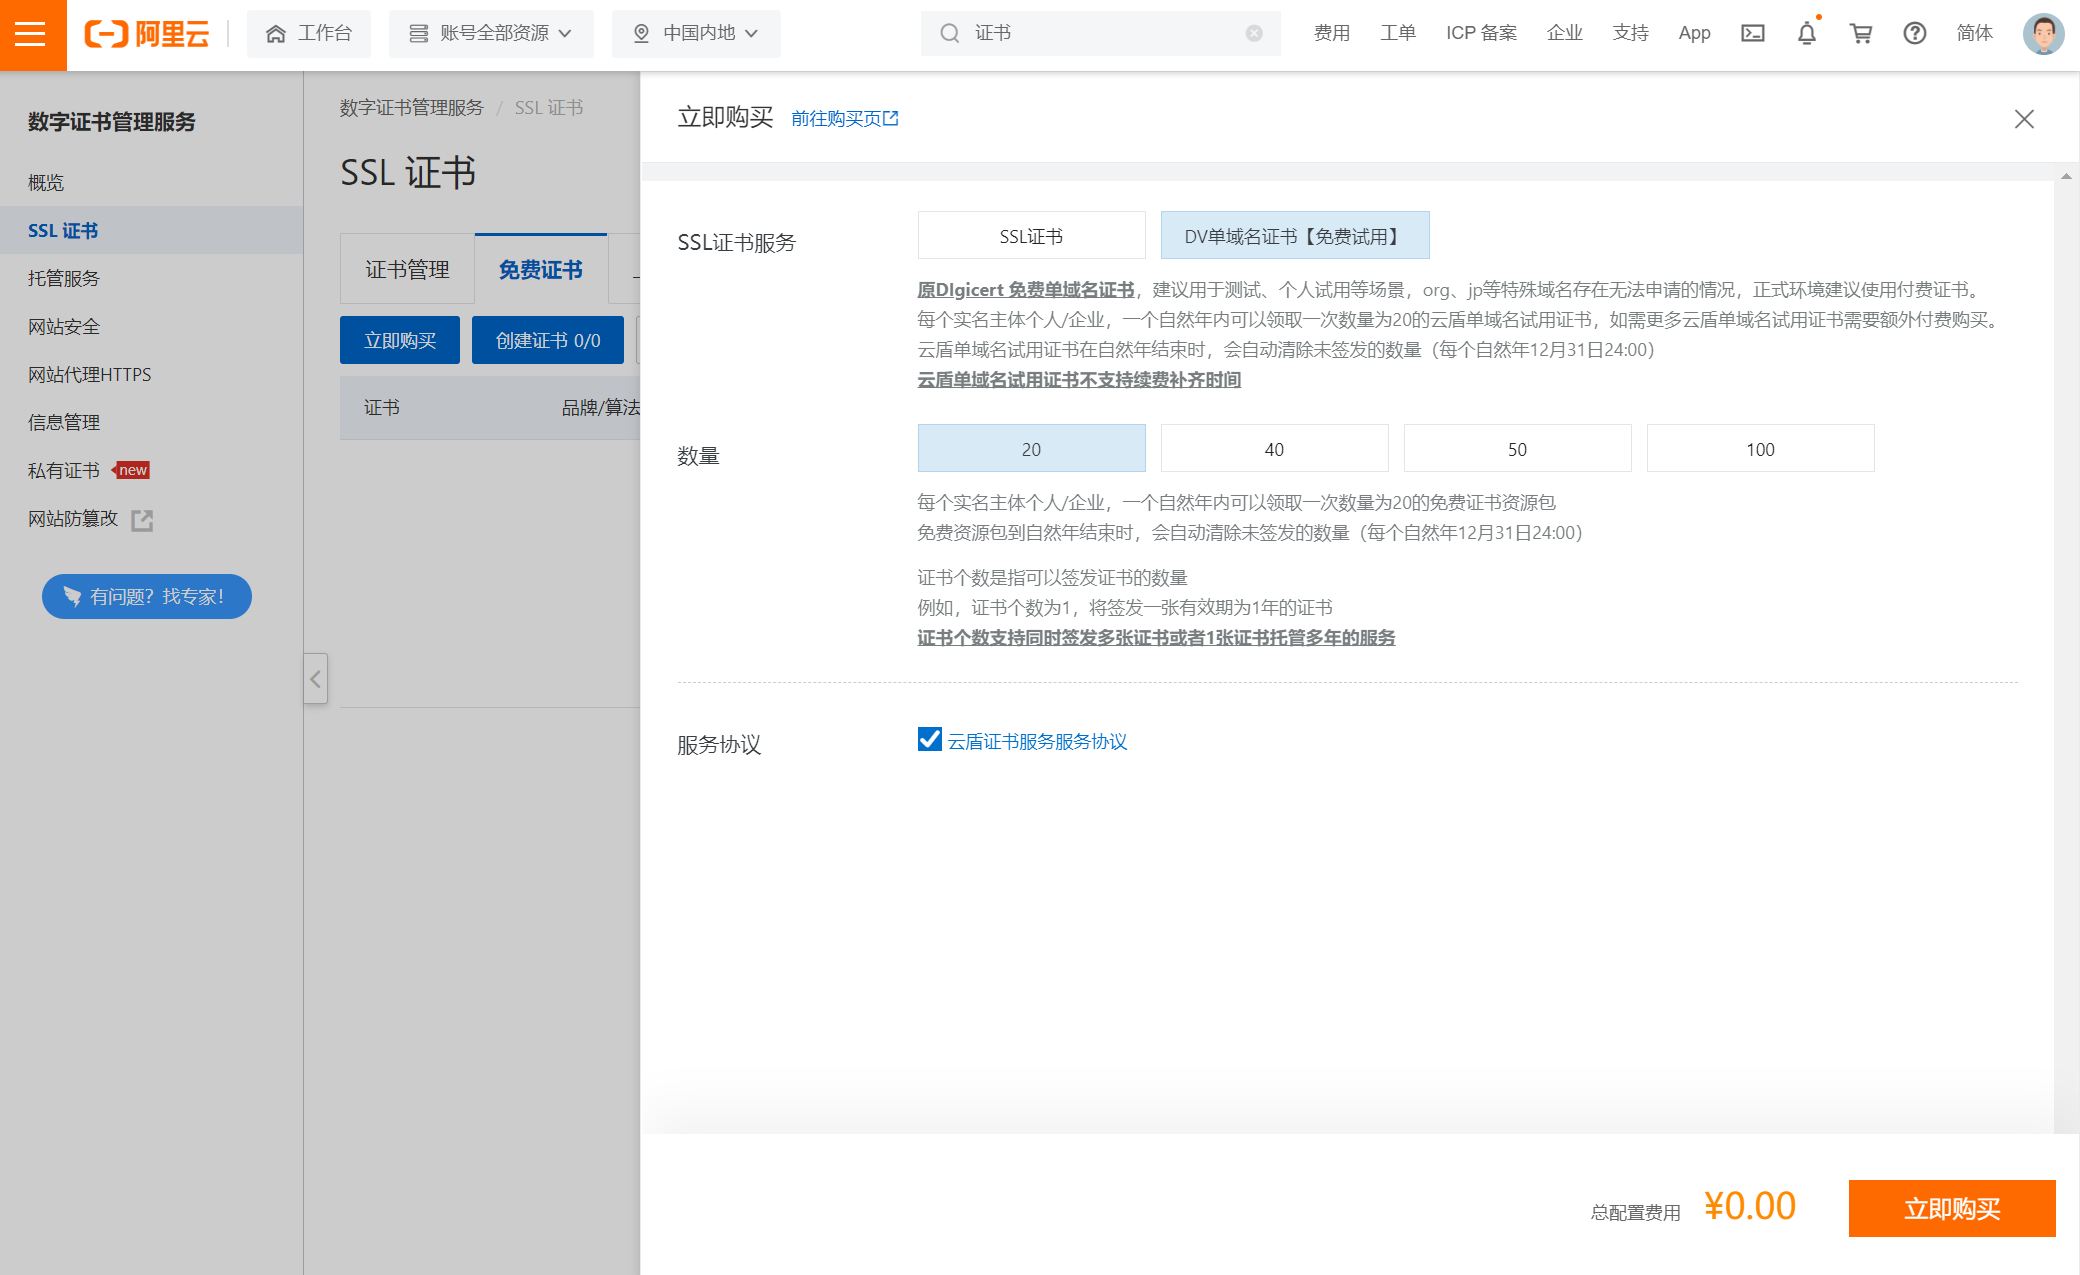 阿里云
工作台
账号全部资源
中国内地
证书
费用
工单
ICP 备案
企业
支持
App
简体
数字证书管理服务
概览
SSL 证书
托管服务
网站安全
网站代理HTTPS
信息管理
私有证书 new
网站防篡改
有问题？找专家！
数字证书管理服务 / SSL 证书
SSL 证书
证书管理
免费证书
立即购买
创建证书 0/0
证书
品牌/算法
立即购买 前往购买页
SSL证书服务
SSL证书
DV单域名证书【免费试用】
原DIgicert 免费单域名证书，建议用于测试、个人试用等场景，org、jp等特殊域名存在无法申请的情况，正式环境建议使用付费证书。
每个实名主体个人/企业，一个自然年内可以领取一次数量为20的云盾单域名试用证书，如需更多云盾单域名试用证书需要额外付费购买。
云盾单域名试用证书在自然年结束时，会自动清除未签发的数量（每个自然年12月31日24:00）
云盾单域名试用证书不支持续费补齐时间
数量
20
40
50
100
每个实名主体个人/企业，一个自然年内可以领取一次数量为20的免费证书资源包
免费资源包到自然年结束时，会自动清除未签发的数量（每个自然年12月31日24:00）
证书个数是指可以签发证书的数量
例如，证书个数为1，将签发一张有效期为1年的证书
证书个数支持同时签发多张证书或者1张证书托管多年的服务
服务协议
云盾证书服务服务协议
总配置费用 ¥0.00
立即购买